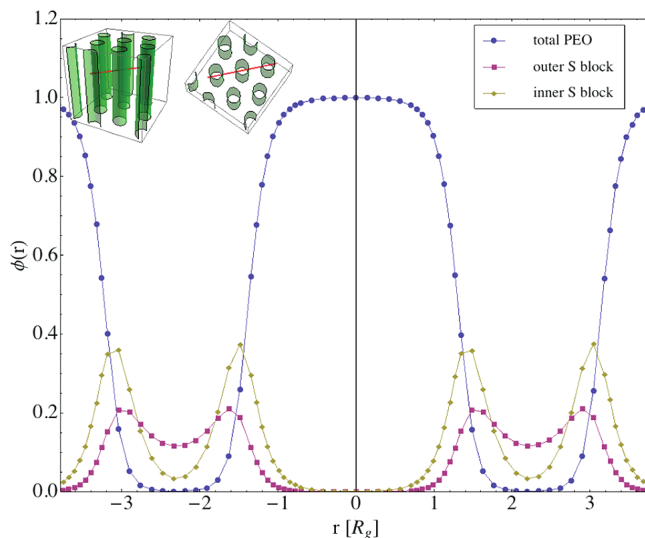 total PEO
outer S block
inner S block
1.2
1.0
0.8
0.6
0.4
0.2
0.0
ϕ(r)
−3 −2 −1 0 1 2 3
r [R_g]